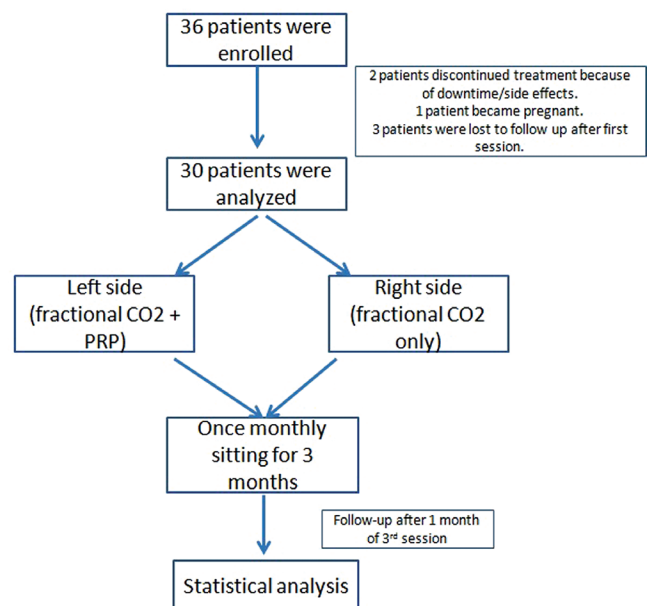 36 patients were
enrolled
2 patients discontinued treatment because
of downtime/side effects.
1 patient became pregnant.
3 patients were lost to follow up after first
session.
30 patients were
analyzed
Left side
(fractional CO2 +
PRP)
Right side
(fractional CO2
only)
Once monthly
sitting for 3
months
Follow-up after 1 month
of 3rd session
Statistical analysis